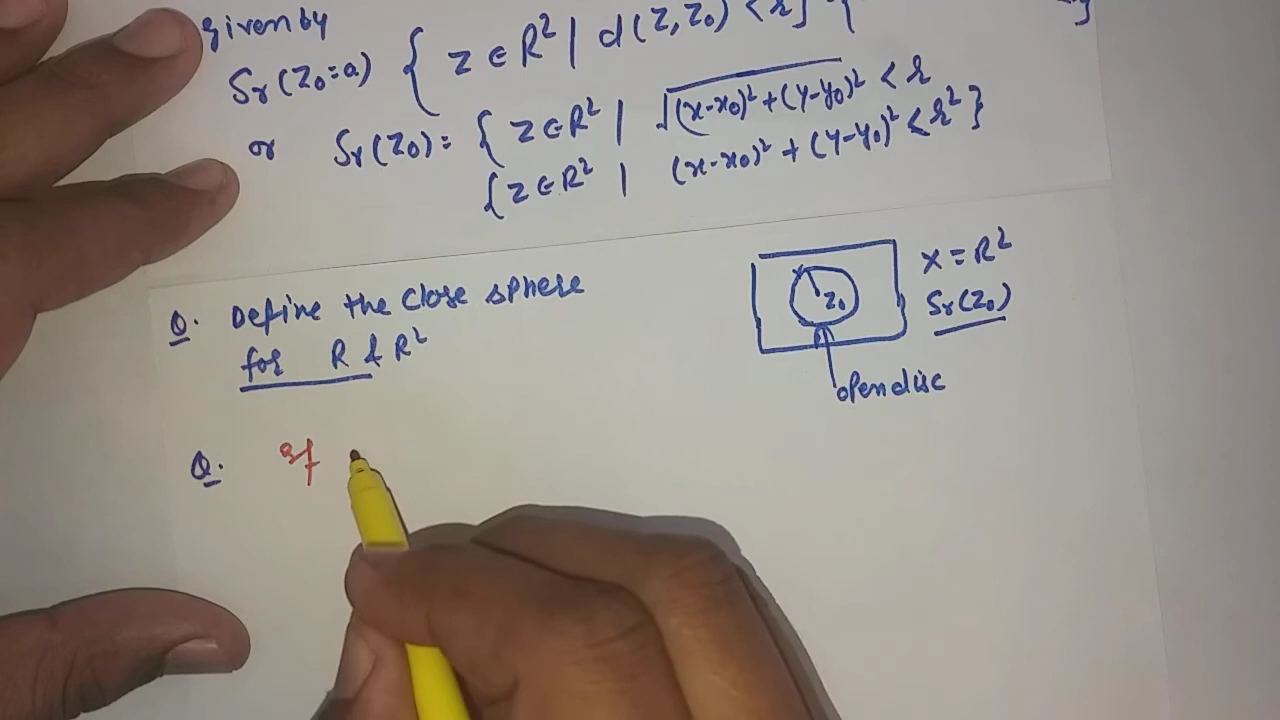 given by
Sr(Z0=a) { Z ∈ R² | d(Z, Z0) < r }
or Sr(Z0) = { Z ∈ R² | √(x-x0)² + (y-y0)² < r
{ Z ∈ R² | (x-x0)² + (y-y0)² < r² }
Q. Define the close sphere
for R & R²
X = R²
Sr(Z0)
Z0
open disc
Q. If